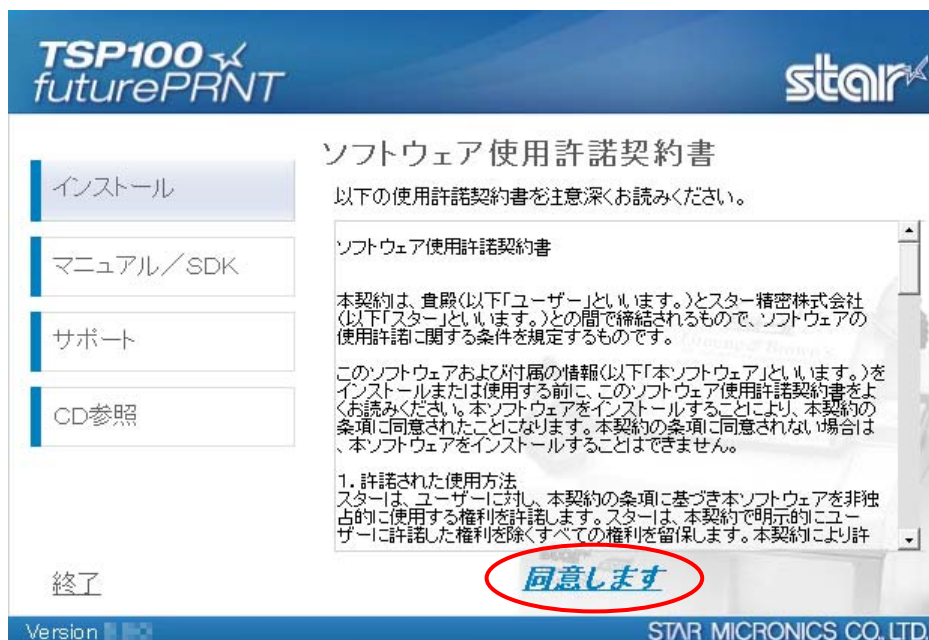 TSP100
futurePRNT
star
インストール
マニュアル／SDK
サポート
CD参照
終了
ソフトウェア使用許諾契約書
以下の使用許諾契約書を注意深くお読みください。
ソフトウェア使用許諾契約書
本契約は、貴殿(以下「ユーザー」といいます。)とスター精密株式会社
(以下「スター」といいます。)との間で締結されるもので、ソフトウェアの
使用許諾に関する条件を規定するものです。
このソフトウェアおよび付属の情報(以下「本ソフトウェア」といいます。)を
インストールまたは使用する前に、このソフトウェア使用許諾契約書をよ
くお読みください。本ソフトウェアをインストールすることにより、本契約の
条項に同意されたことになります。本契約の条項に同意されない場合は
、本ソフトウェアをインストールすることはできません。
1. 許諾された使用方法
スターは、ユーザーに対し、本契約の条項に基づき本ソフトウェアを非独
占的に使用する権利を許諾します。スターは、本契約で明示的にユー
ザーに許諾した権利を除くすべての権利を留保します。本契約により許
同意します
Version
STAR MICRONICS CO.,LTD.